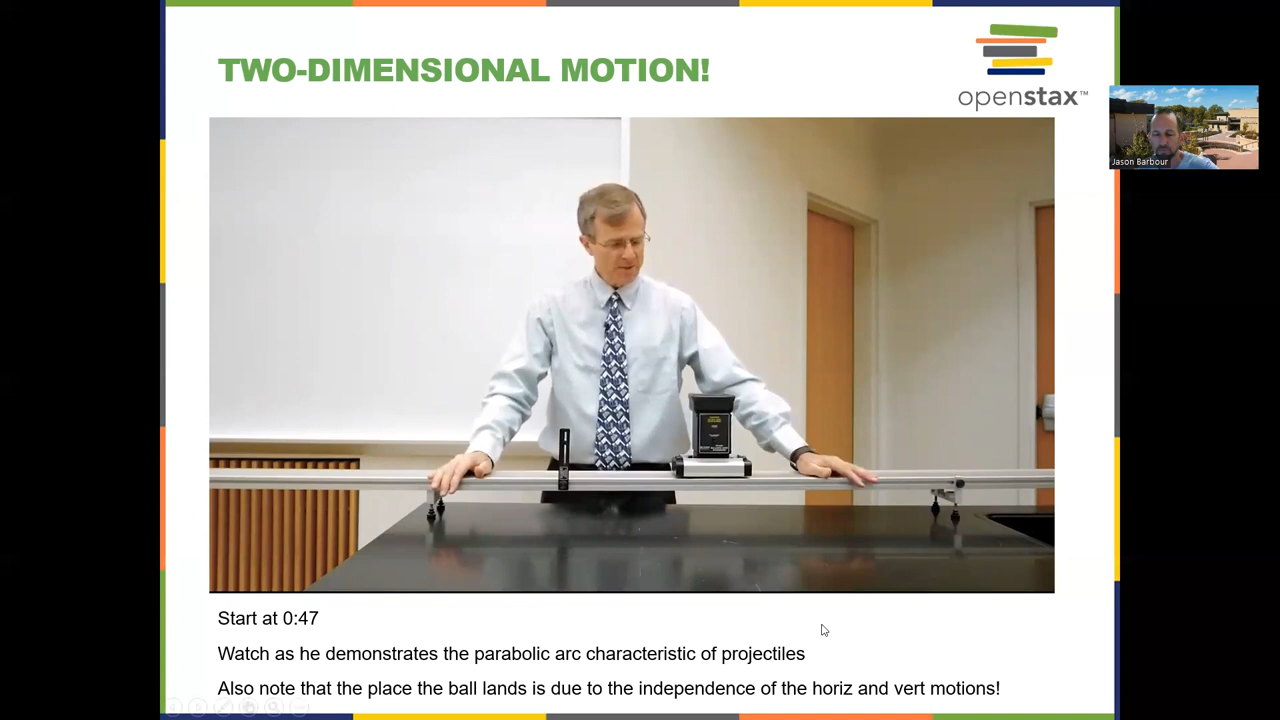 TWO-DIMENSIONAL MOTION!
openstax™
Jason Barbour
Start at 0:47
Watch as he demonstrates the parabolic arc characteristic of projectiles
Also note that the place the ball lands is due to the independence of the horiz and vert motions!